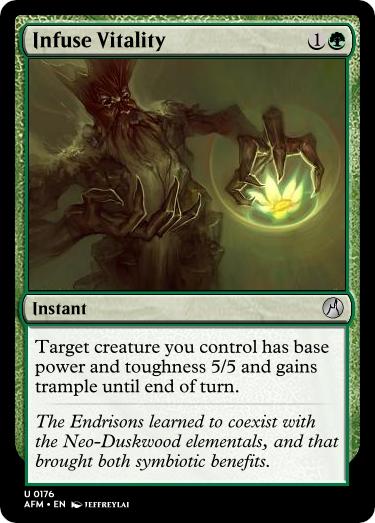 Infuse Vitality
1
Instant
Target creature you control has base
power and toughness 5/5 and gains
trample until end of turn.
The Endrisons learned to coexist with
the Neo-Duskwood elementals, and that
brought both symbiotic benefits.
U 0176
AFM • EN JEFFREYLAI